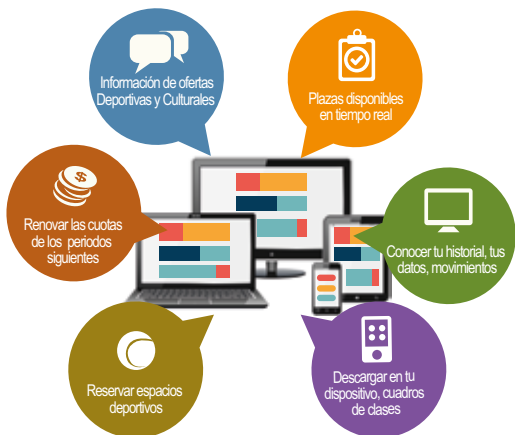 Información de ofertas
Deportivas y Culturales
Plazas disponibles
en tiempo real
Renovar las cuotas
de los periodos
siguientes
Conocer tu historial, tus
datos, movimientos
Reservar espacios
deportivos
Descargar en tu
dispositivo, cuadros
de clases